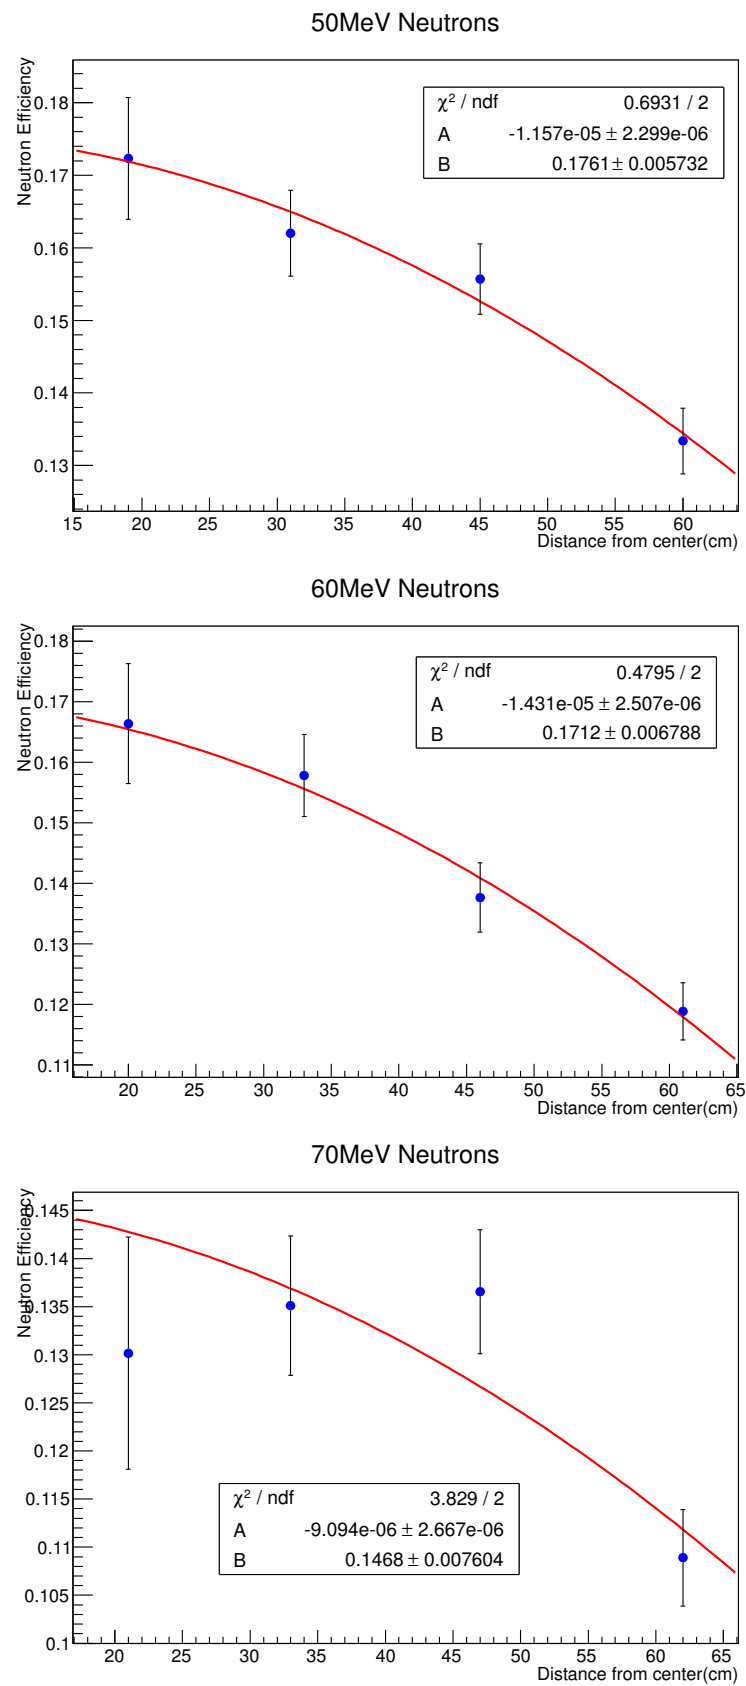 50MeV Neutrons
Neutron Efficiency
χ² / ndf 0.6931 / 2
A -1.157e-05 ± 2.299e-06
B 0.1761 ± 0.005732
0.18
0.17
0.16
0.15
0.14
0.13
15 20 25 30 35 40 45 50 55 60
Distance from center(cm)
60MeV Neutrons
Neutron Efficiency
χ² / ndf 0.4795 / 2
A -1.431e-05 ± 2.507e-06
B 0.1712 ± 0.006788
0.18
0.17
0.16
0.15
0.14
0.13
0.12
0.11
20 25 30 35 40 45 50 55 60 65
Distance from center(cm)
70MeV Neutrons
Neutron Efficiency
0.145
0.14
0.135
0.13
0.125
0.12
0.115
0.11
0.105
0.1
χ² / ndf 3.829 / 2
A -9.094e-06 ± 2.667e-06
B 0.1468 ± 0.007604
20 25 30 35 40 45 50 55 60 65
Distance from center(cm)